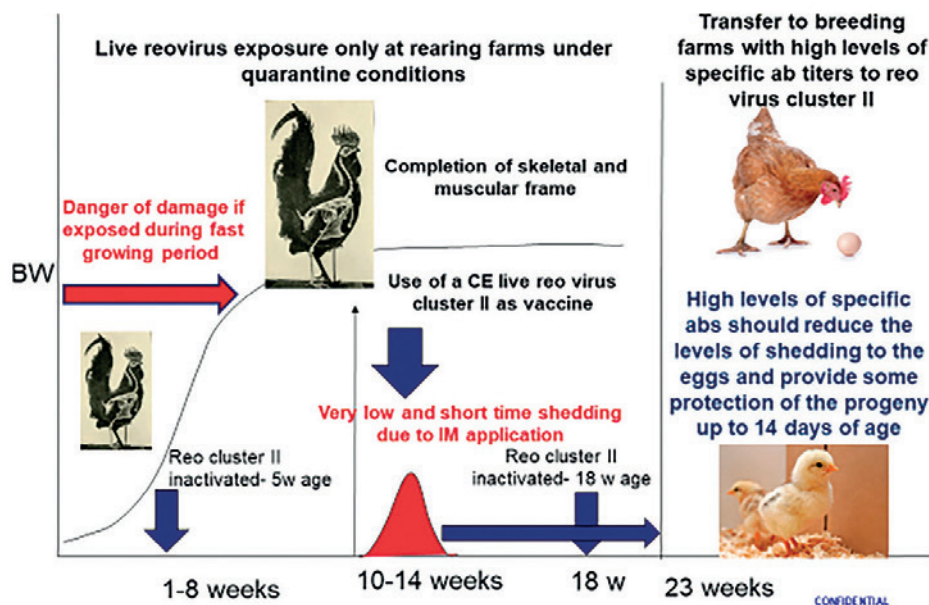 Live reovirus exposure only at rearing farms under
quarantine conditions
Transfer to breeding
farms with high levels of
specific ab titers to reo
virus cluster II
Completion of skeletal and
muscular frame
Danger of damage if
exposed during fast
growing period
BW
Use of a CE live reo virus
cluster II as vaccine
High levels of specific
abs should reduce the
levels of shedding to the
eggs and provide some
protection of the progeny
up to 14 days of age
Very low and short time shedding
due to IM application
Reo cluster II
inactivated- 5w age
Reo cluster II
inactivated- 18 w age
1-8 weeks
10-14 weeks
18 w
23 weeks
CONFIDENTIAL